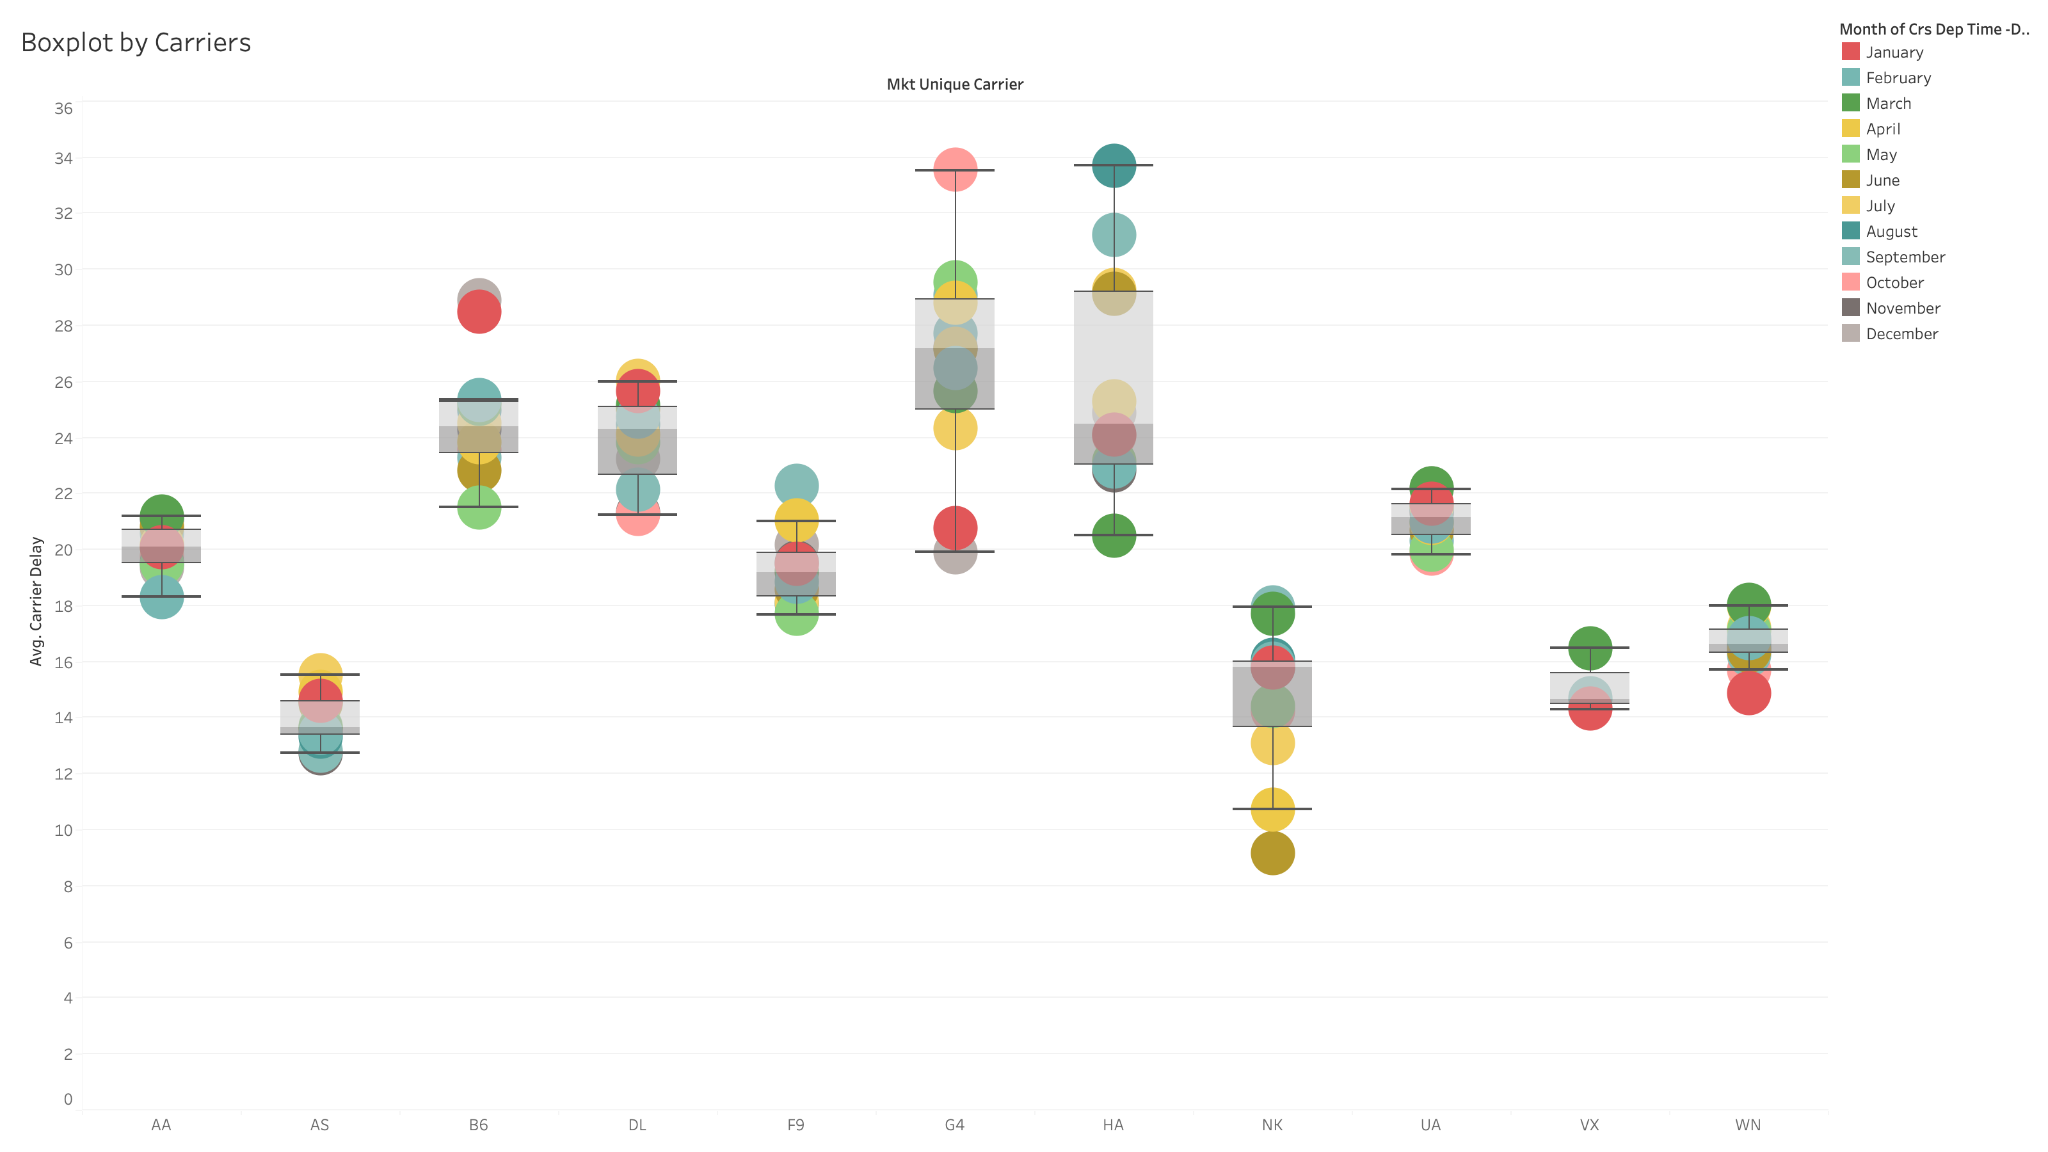 Boxplot by Carriers
Mkt Unique Carrier
Month of Crs Dep Time -D..
January
February
March
April
May
June
July
August
September
October
November
December
Avg. Carrier Delay
36
34
32
30
28
26
24
22
20
18
16
14
12
10
8
6
4
2
0
AA AS B6 DL F9 G4 HA NK UA VX WN